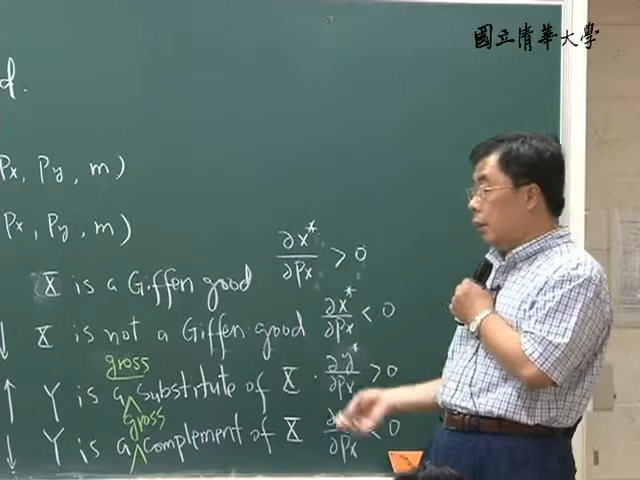 國立清華大學
d.
Px, Py, m)
Px, Py, m)
X is a Giffen good ∂x*/∂Px > 0
↓ X is not a Giffen good ∂x*/∂Px < 0
gross
↑ Y is a Substitute of X . ∂y*/∂Px > 0
gross
↓ Y is a Complement of X ∂Px < 0